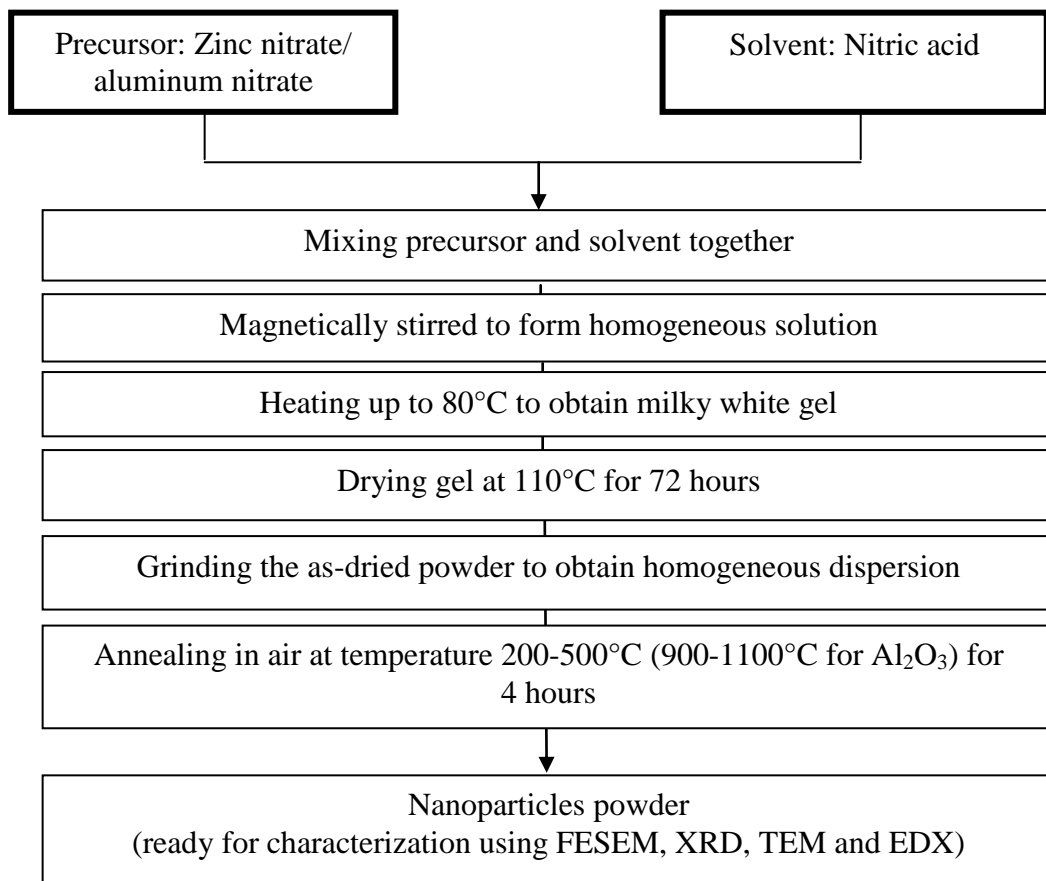 Precursor: Zinc nitrate/
aluminum nitrate
Solvent: Nitric acid
Mixing precursor and solvent together
Magnetically stirred to form homogeneous solution
Heating up to 80°C to obtain milky white gel
Drying gel at 110°C for 72 hours
Grinding the as-dried powder to obtain homogeneous dispersion
Annealing in air at temperature 200-500°C (900-1100°C for Al₂O₃) for
4 hours
Nanoparticles powder
(ready for characterization using FESEM, XRD, TEM and EDX)